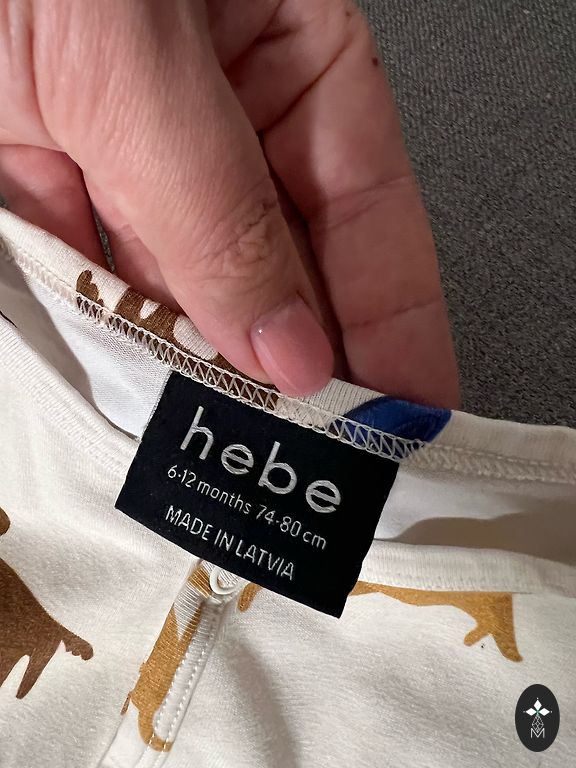 hebe
6-12 months 74-80 cm
MADE IN LATVIA
M